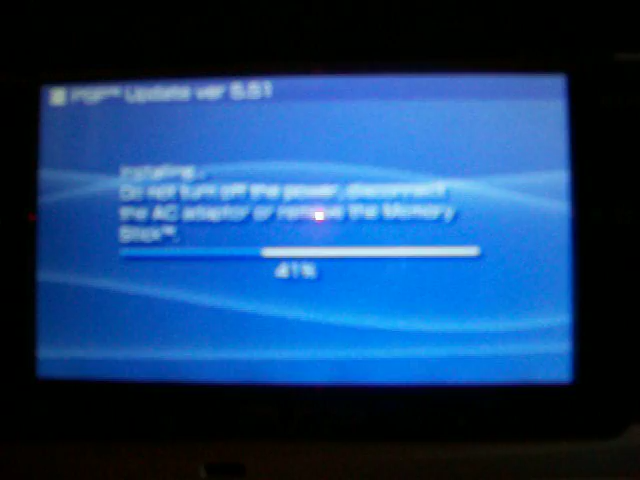 PSP™ Update ver 5.51
Installing...
Do not turn off the power, disconnect
the AC adaptor or remove the Memory
Stick™.
41%